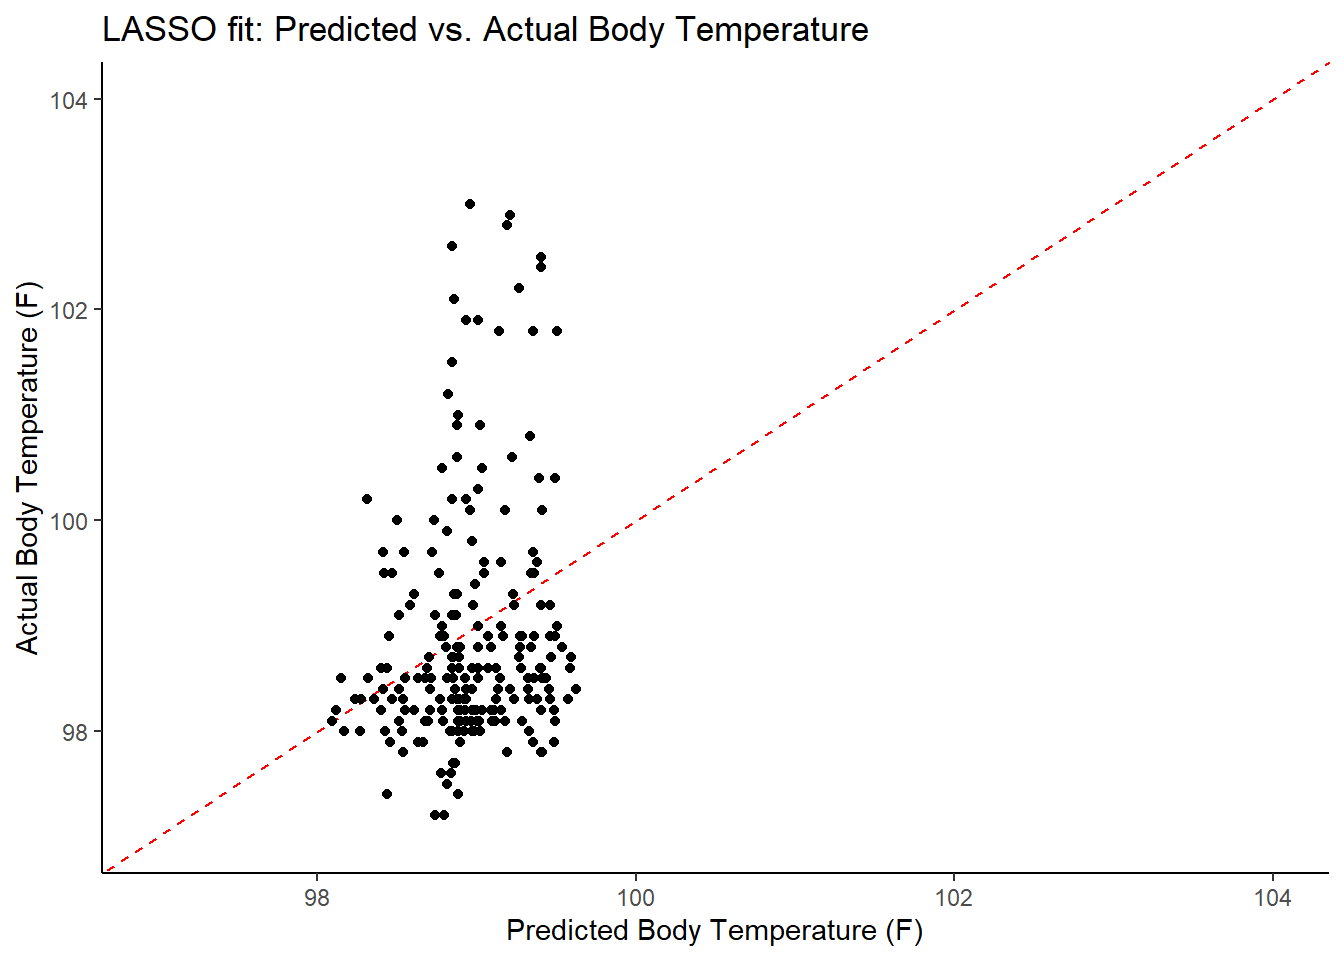 LASSO fit: Predicted vs. Actual Body Temperature
104
102
100
98
Actual Body Temperature (F)
98 100 102 104
Predicted Body Temperature (F)